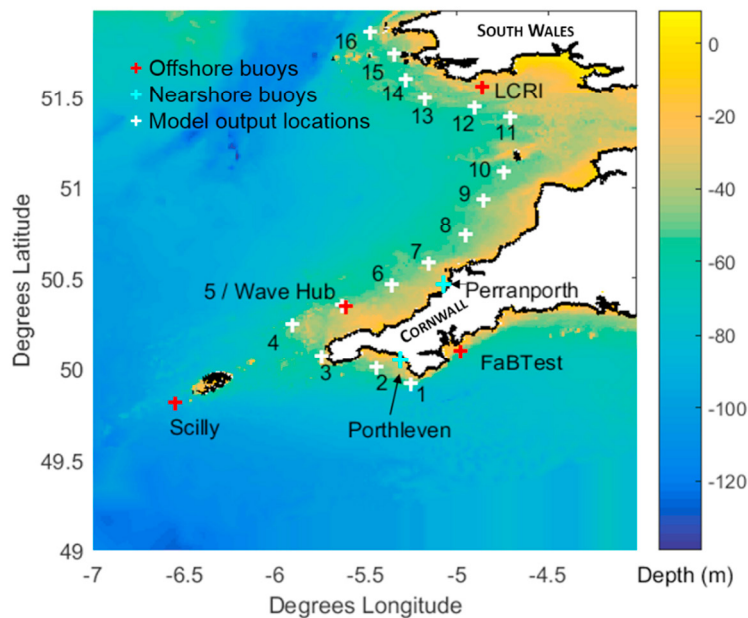 SOUTH WALES
16
Offshore buoys
Nearshore buoys
Model output locations
15
14
13
12
11
LCRI
10
9
8
7
6
5 / Wave Hub
4
3
2
1
Perranporth
CORNWALL
FaBTest
Porthleven
Scilly
51.5
51
50.5
50
49.5
49
Degrees Latitude
-7
-6.5
-6
-5.5
-5
-4.5
Degrees Longitude
0
-20
-40
-60
-80
-100
-120
Depth (m)